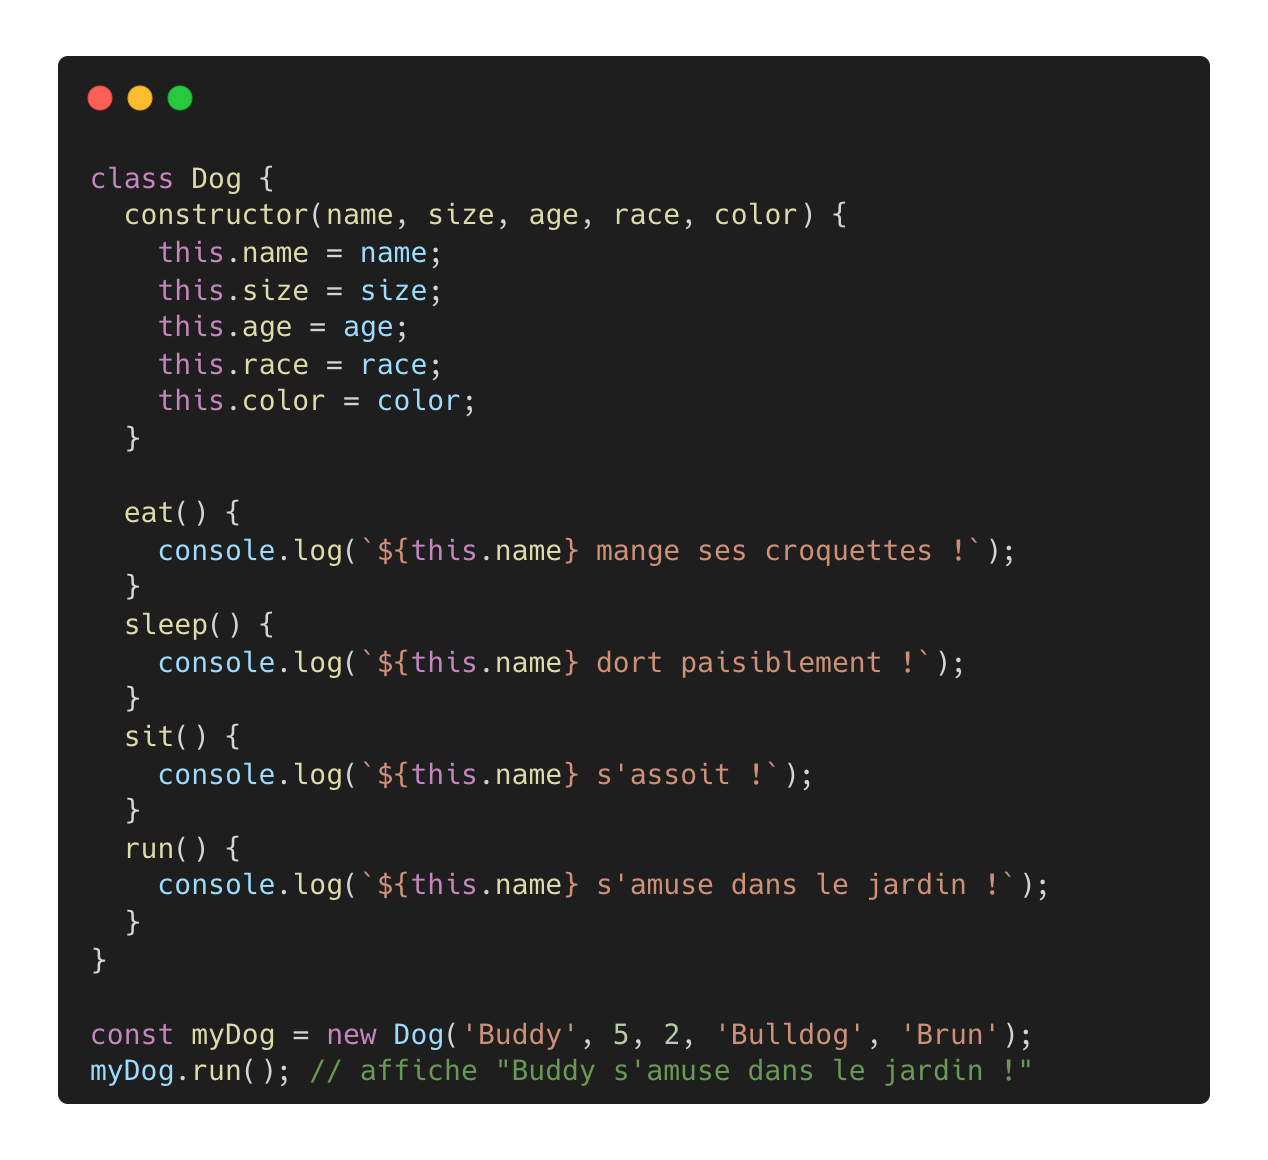 class Dog {
  constructor(name, size, age, race, color) {
    this.name = name;
    this.size = size;
    this.age = age;
    this.race = race;
    this.color = color;
  }

  eat() {
    console.log(`${this.name} mange ses croquettes !`);
  }
  sleep() {
    console.log(`${this.name} dort paisiblement !`);
  }
  sit() {
    console.log(`${this.name} s'assoit !`);
  }
  run() {
    console.log(`${this.name} s'amuse dans le jardin !`);
  }
}

const myDog = new Dog('Buddy', 5, 2, 'Bulldog', 'Brun');
myDog.run(); // affiche "Buddy s'amuse dans le jardin !"